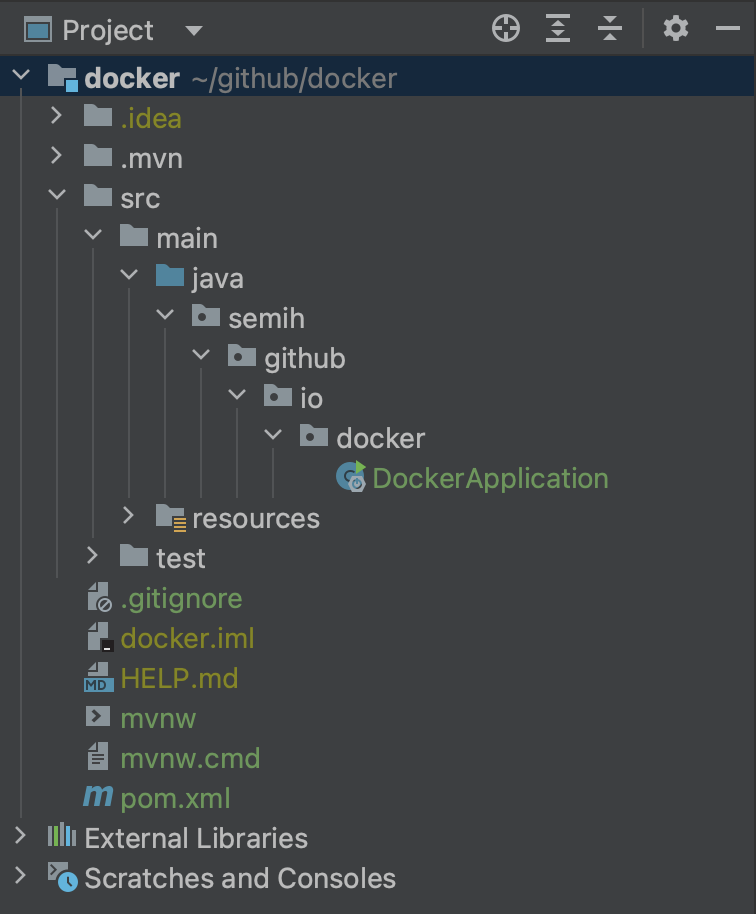 Project
docker ~/github/docker
.idea
.mvn
src
main
java
semih
github
io
docker
DockerApplication
resources
test
.gitignore
docker.iml
MD HELP.md
mvnw
mvnw.cmd
m pom.xml
External Libraries
Scratches and Consoles